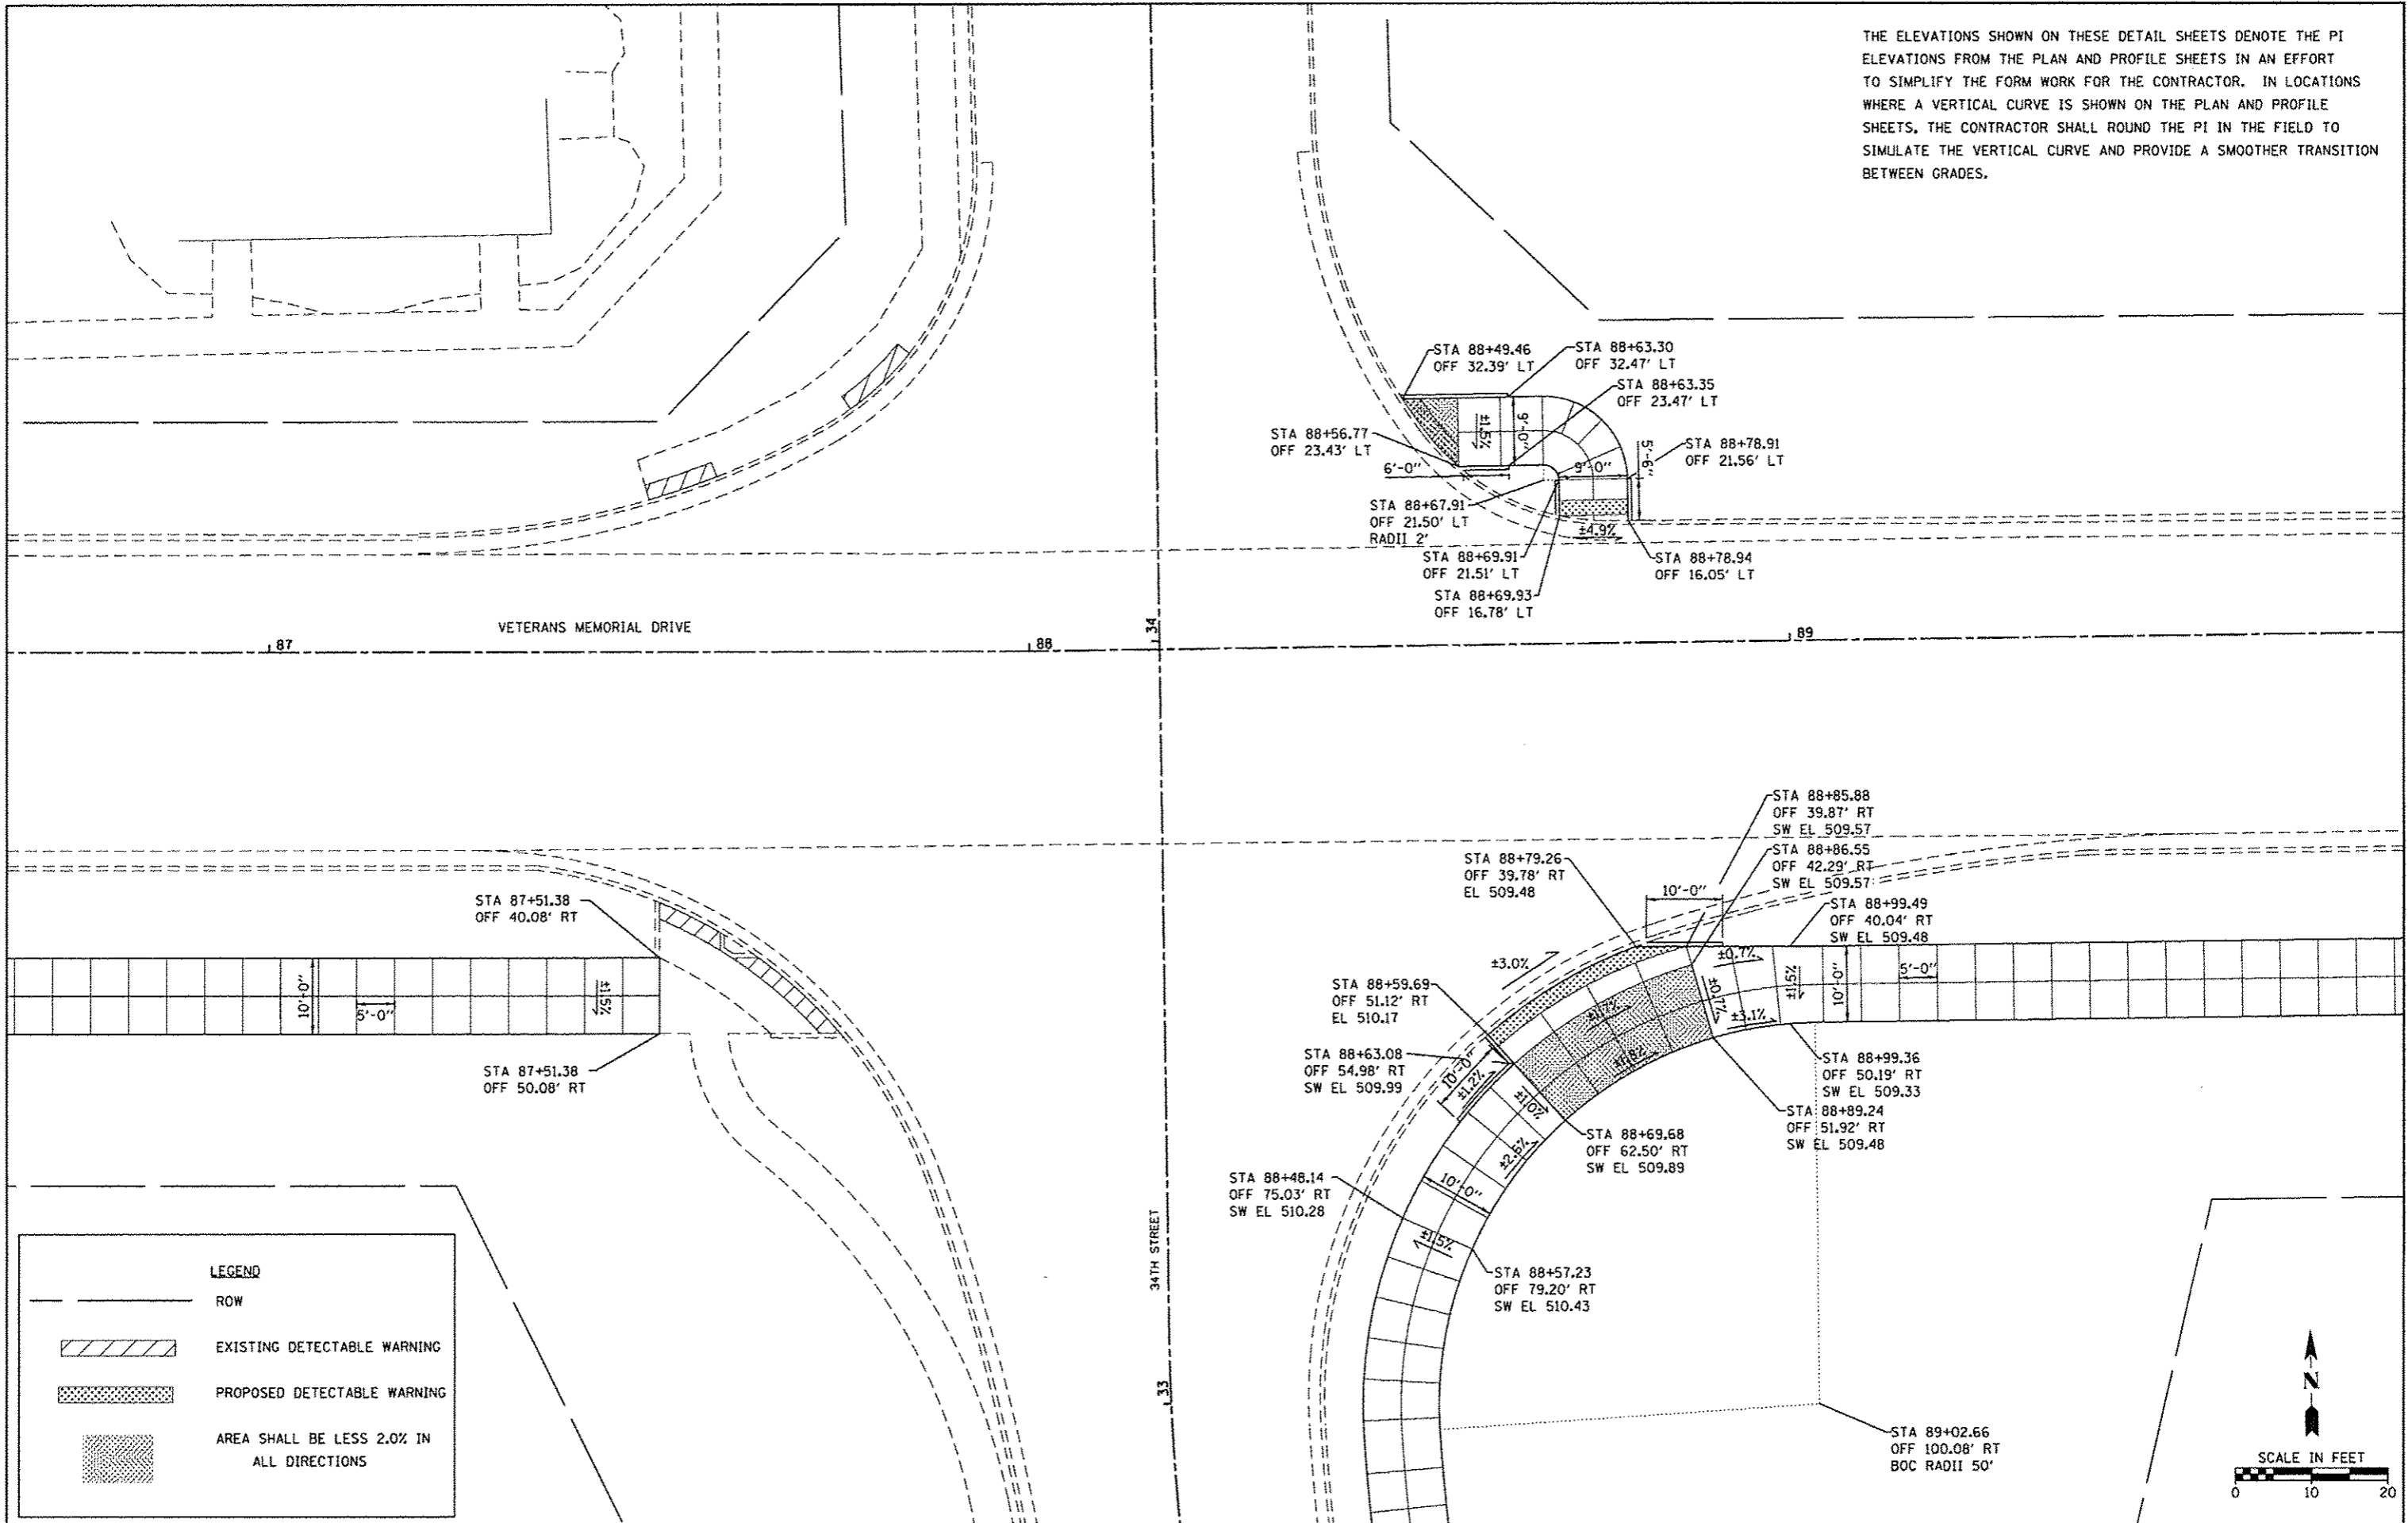 THE ELEVATIONS SHOWN ON THESE DETAIL SHEETS DENOTE THE PI
ELEVATIONS FROM THE PLAN AND PROFILE SHEETS IN AN EFFORT
TO SIMPLIFY THE FORM WORK FOR THE CONTRACTOR. IN LOCATIONS
WHERE A VERTICAL CURVE IS SHOWN ON THE PLAN AND PROFILE
SHEETS, THE CONTRACTOR SHALL ROUND THE PI IN THE FIELD TO
SIMULATE THE VERTICAL CURVE AND PROVIDE A SMOOTHER TRANSITION
BETWEEN GRADES.
STA 88+49.46
OFF 32.39' LT
STA 88+63.30
OFF 32.47' LT
STA 88+63.35
OFF 23.47' LT
STA 88+56.77
OFF 23.43' LT
±1.5%
9'-0"
STA 88+78.91
OFF 21.56' LT
6'-0"
9'-0"
5'-6"
STA 88+67.91
OFF 21.50' LT
RADII 2'
±4.9%
STA 88+69.91
OFF 21.51' LT
STA 88+78.94
OFF 16.05' LT
STA 88+69.93
OFF 16.78' LT
VETERANS MEMORIAL DRIVE
87
88
34
89
STA 88+85.88
OFF 39.87' RT
SW EL 509.57
STA 88+79.26
OFF 39.78' RT
EL 509.48
STA 88+86.55
OFF 42.29' RT
SW EL 509.57
10'-0"
STA 87+51.38
OFF 40.08' RT
STA 88+99.49
OFF 40.04' RT
SW EL 509.48
±3.0%
±0.7%
10'-0"
5'-0"
±1.5%
STA 88+59.69
OFF 51.12' RT
EL 510.17
±1.7%
±0.7%
±3.1%
±1.5%
10'-0"
5'-0"
STA 88+63.08
OFF 54.98' RT
SW EL 509.99
10'-0"
±1.2%
±1.8%
STA 87+51.38
OFF 50.08' RT
STA 88+99.36
OFF 50.19' RT
SW EL 509.33
±1.0%
STA 88+89.24
OFF 51.92' RT
SW EL 509.48
STA 88+69.68
OFF 62.50' RT
SW EL 509.89
STA 88+48.14
OFF 75.03' RT
SW EL 510.28
10'-0"
±1.5%
34TH STREET
STA 88+57.23
OFF 79.20' RT
SW EL 510.43
33
LEGEND
ROW
EXISTING DETECTABLE WARNING
PROPOSED DETECTABLE WARNING
AREA SHALL BE LESS 2.0% IN
ALL DIRECTIONS
N
STA 89+02.66
OFF 100.08' RT
BOC RADII 50'
SCALE IN FEET
0 10 20